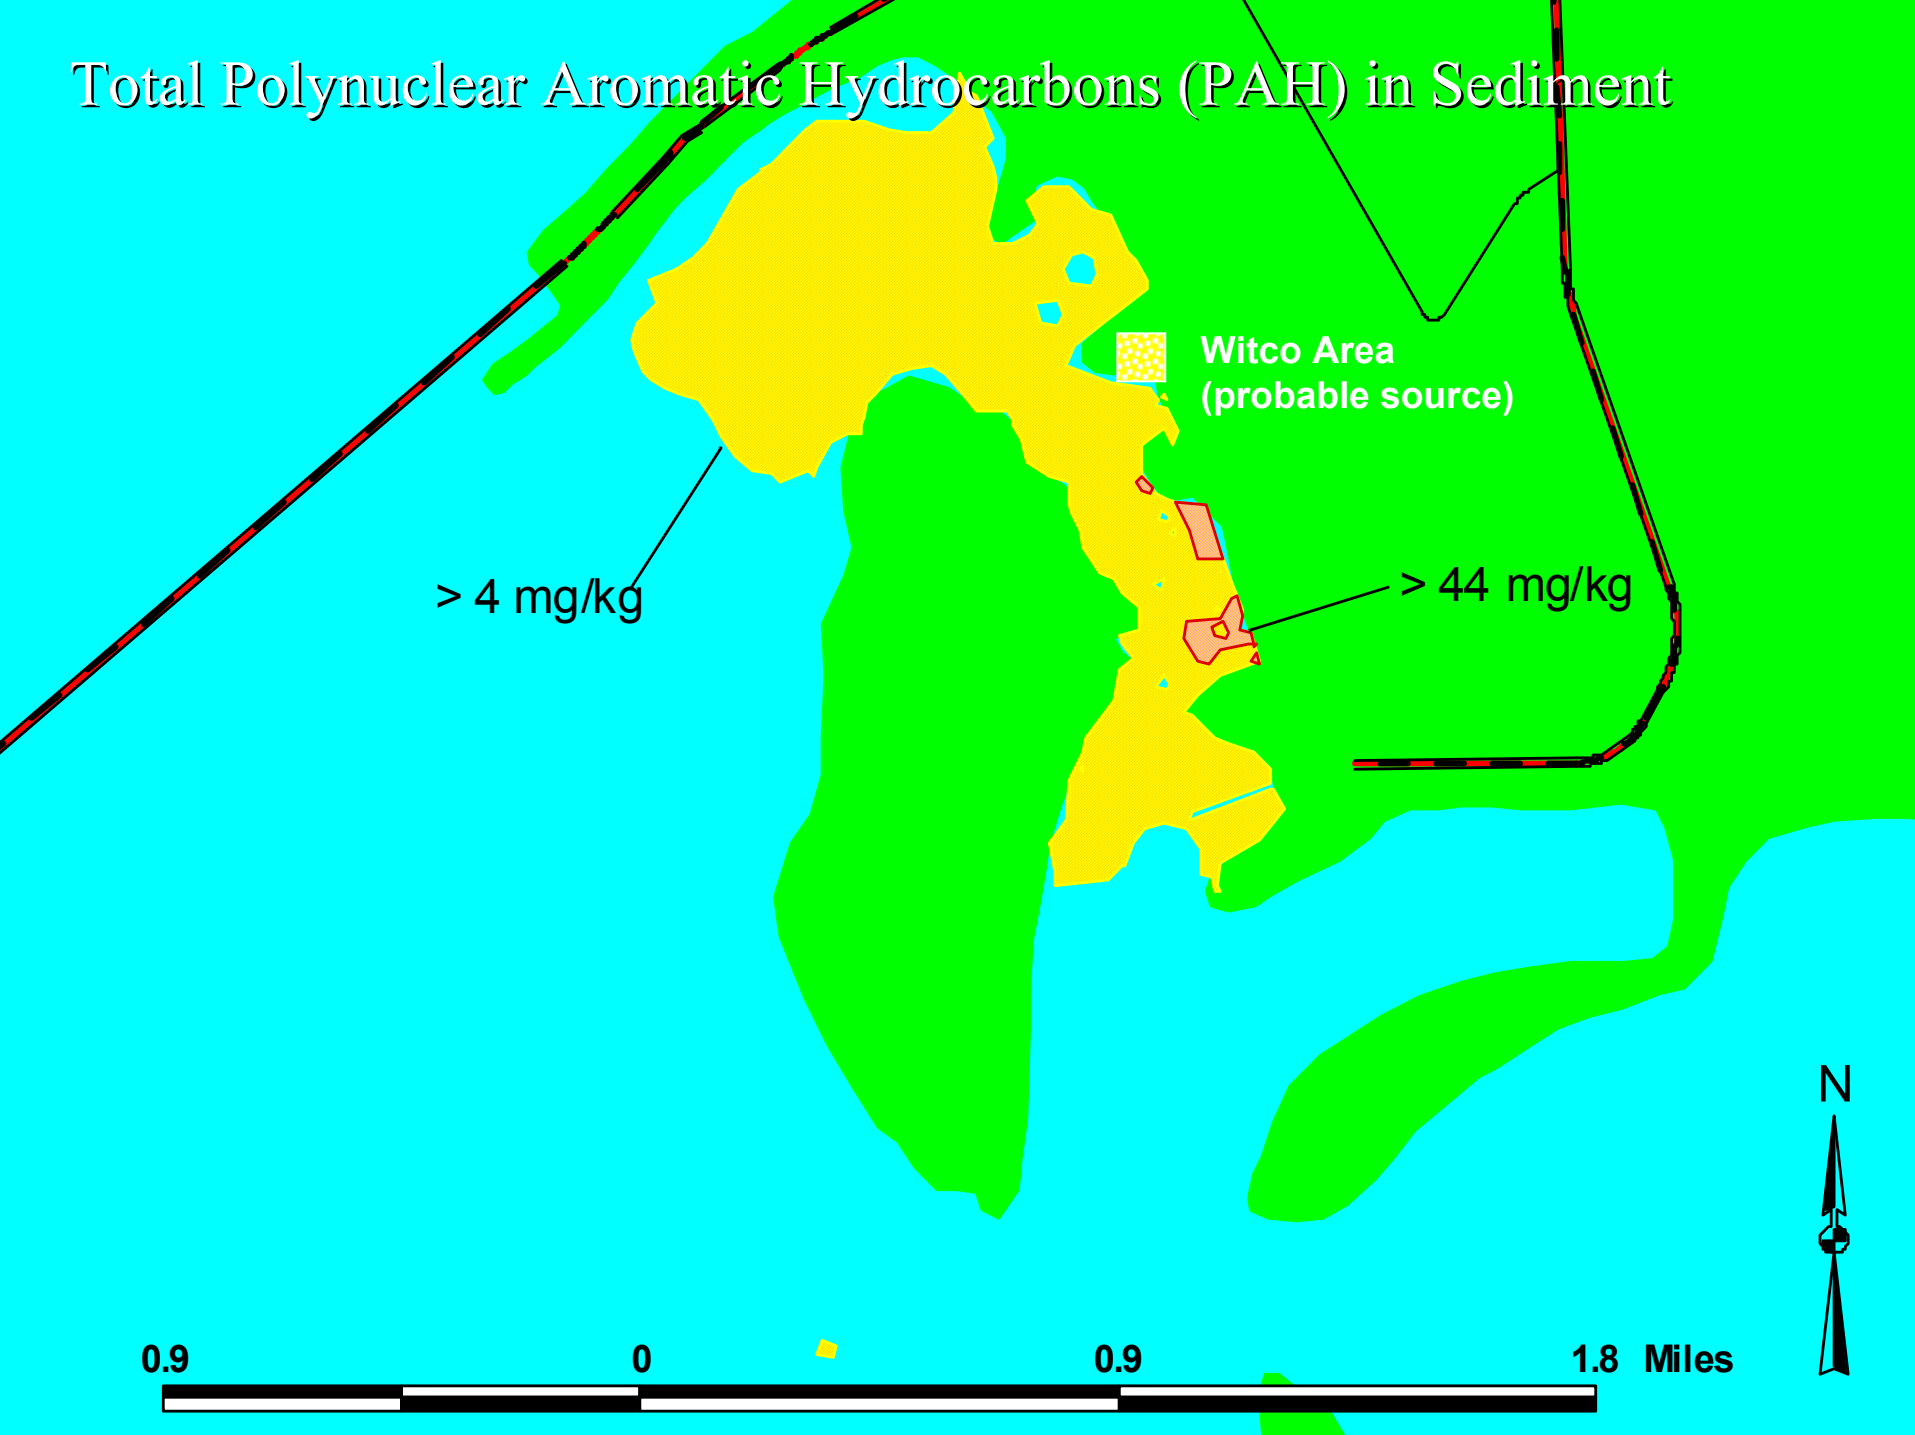 Total Polynuclear Aromatic Hydrocarbons (PAH) in Sediment
Witco Area
(probable source)
> 4 mg/kg
> 44 mg/kg
N
0.9 0 0.9 1.8 Miles